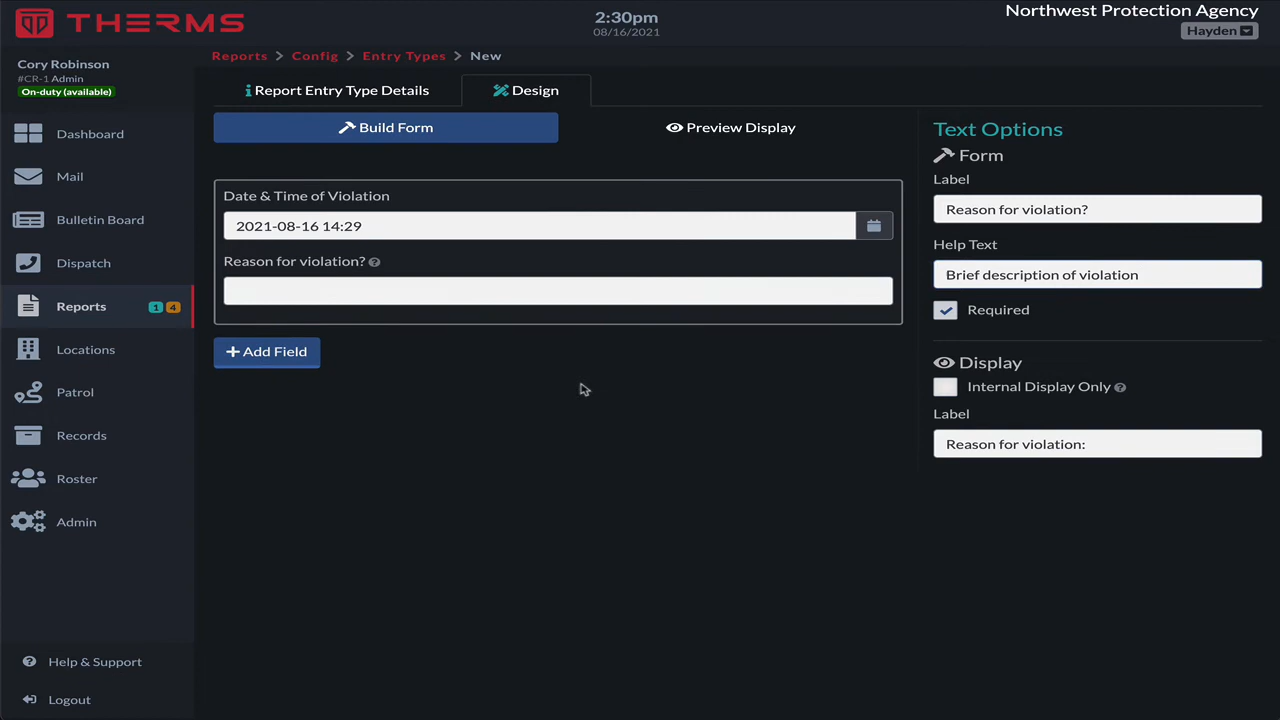 THERMS
2:30pm
08/16/2021
Northwest Protection Agency
Hayden
Cory Robinson
#CR-1 Admin
On-duty (available)
Dashboard
Mail
Bulletin Board
Dispatch
Reports 1 4
Locations
Patrol
Records
Roster
Admin
Help & Support
Logout
Reports > Config > Entry Types > New
Report Entry Type Details
Design
Build Form
Preview Display
Date & Time of Violation
2021-08-16 14:29
Reason for violation?
Add Field
Text Options
Form
Label
Reason for violation?
Help Text
Brief description of violation
Required
Display
Internal Display Only
Label
Reason for violation: